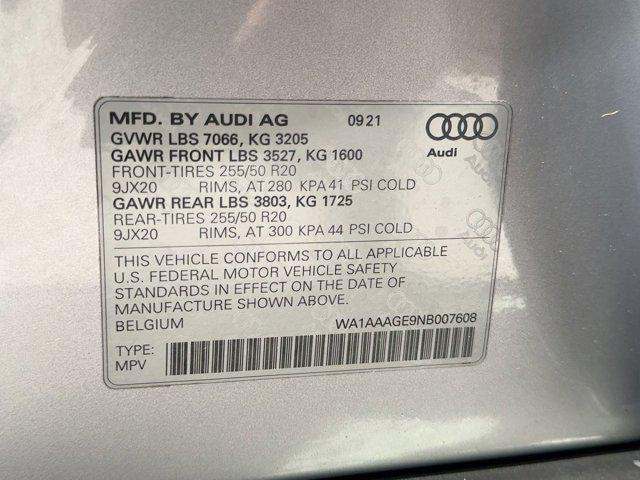 MFD. BY AUDI AG 09 21
Audi
GVWR LBS 7066, KG 3205
GAWR FRONT LBS 3527, KG 1600
FRONT-TIRES 255/50 R20
9JX20 RIMS, AT 280 KPA 41 PSI COLD
GAWR REAR LBS 3803, KG 1725
REAR-TIRES 255/50 R20
9JX20 RIMS, AT 300 KPA 44 PSI COLD
THIS VEHICLE CONFORMS TO ALL APPLICABLE
U.S. FEDERAL MOTOR VEHICLE SAFETY
STANDARDS IN EFFECT ON THE DATE OF
MANUFACTURE SHOWN ABOVE.
BELGIUM WA1AAAGE9NB007608
TYPE:
MPV